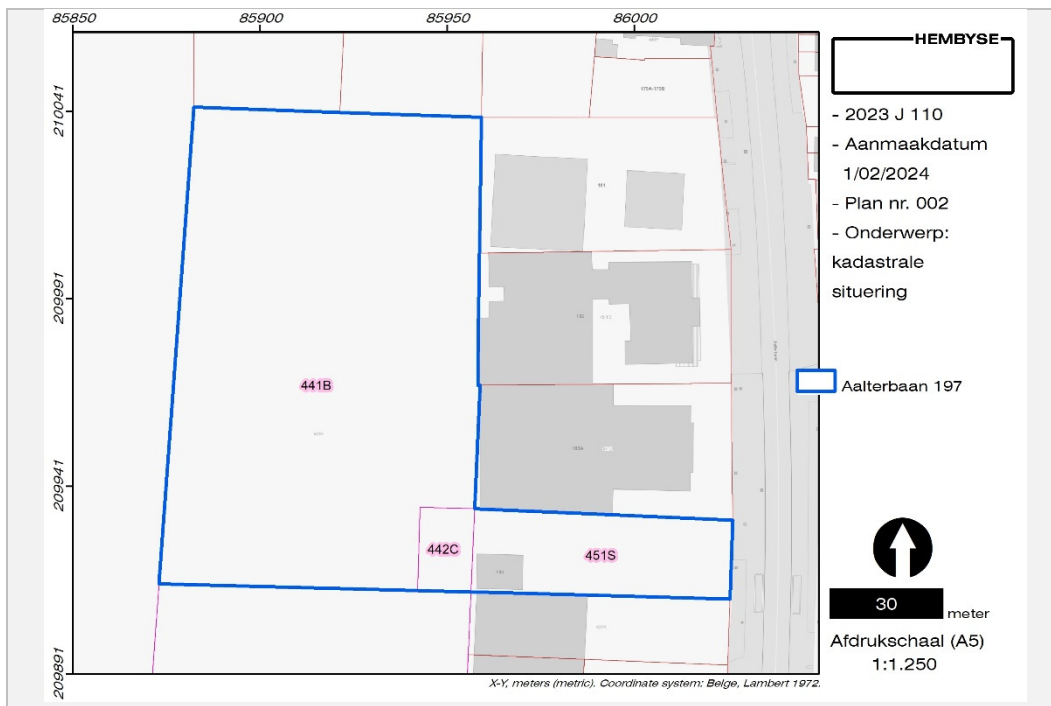 85850 85900 85950 86000
HEMBYSE
210041
- 2023 J 110
- Aanmaakdatum
1/02/2024
- Plan nr. 002
- Onderwerp:
kadastrale
situering
209991
441B
Aalterbaan 197
209941
442C
451S
30 meter
Afdrukschaal (A5)
1:1.250
209891
X-Y, meters (metric). Coordinate system: Belge, Lambert 1972.